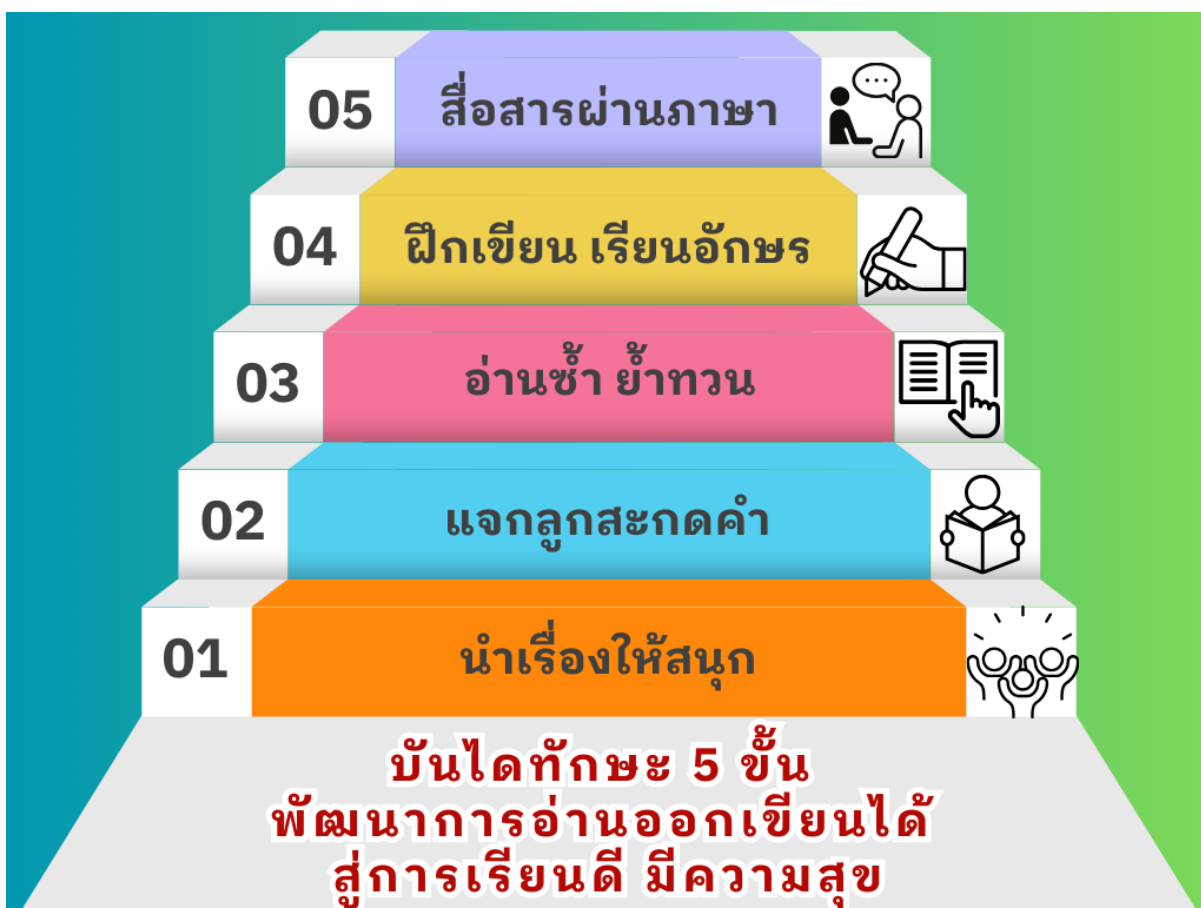 05 สื่อสารผ่านภาษา
04 ฝึกเขียน เรียนอักษร
03 อ่านซ้ำ ย้ำทวน
02 แจกลูกสะกดคำ
01 นำเรื่องให้สนุก
บันไดทักษะ 5 ขั้น
พัฒนาการอ่านออกเขียนได้
สู่การเรียนดี มีความสุข